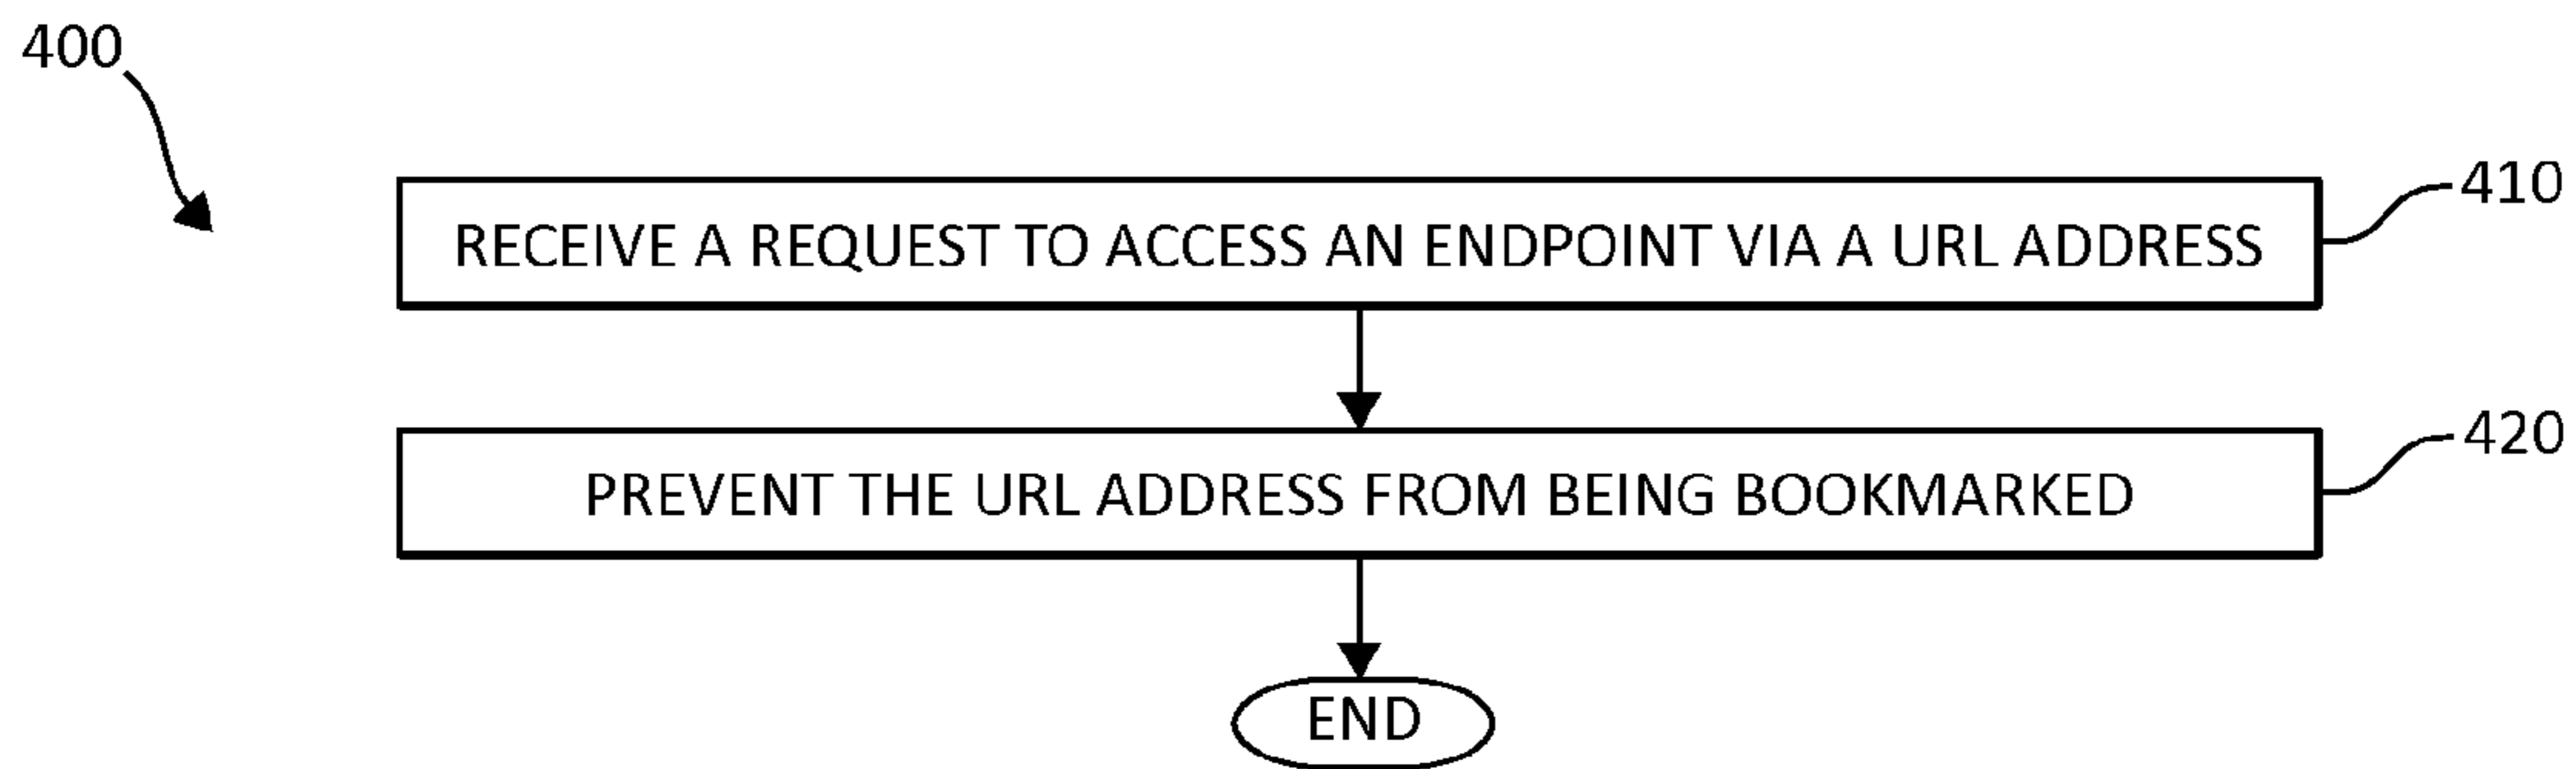 400
RECEIVE A REQUEST TO ACCESS AN ENDPOINT VIA A URL ADDRESS
410
PREVENT THE URL ADDRESS FROM BEING BOOKMARKED
420
END